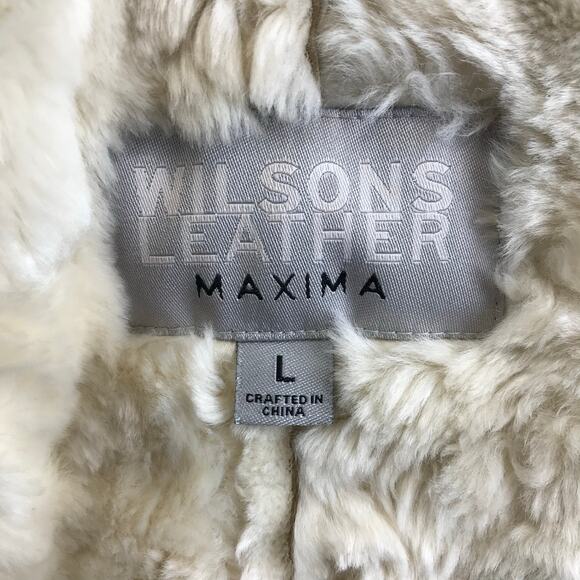 WILSONS
LEATHER
MAXIMA
L
CRAFTED IN
CHINA